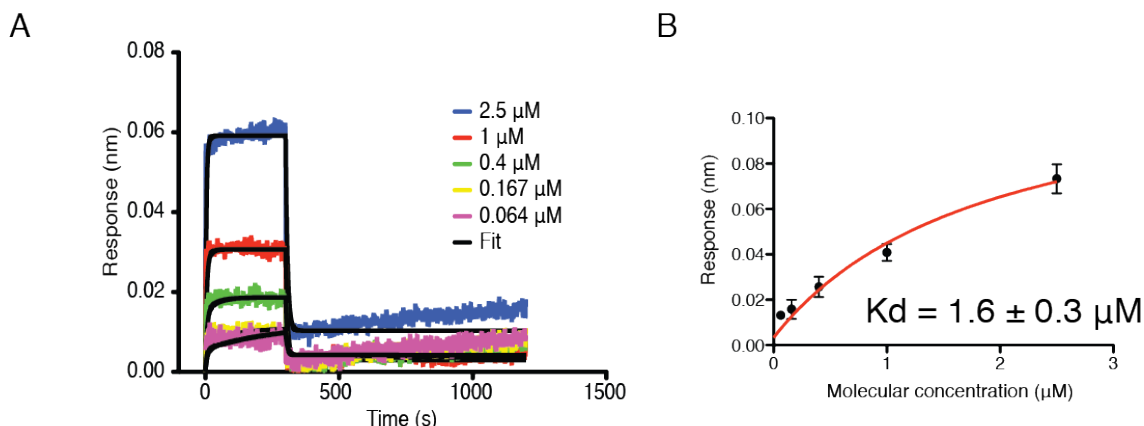 A
0.08
0.06
0.04
0.02
0.00
Response (nm)
0
500
1000
1500
Time (s)
2.5 μM
1 μM
0.4 μM
0.167 μM
0.064 μM
Fit
B
0.10
0.08
0.06
0.04
0.02
0.00
Response (nm)
Kd = 1.6 ± 0.3 μM
0
1
2
3
Molecular concentration (μM)